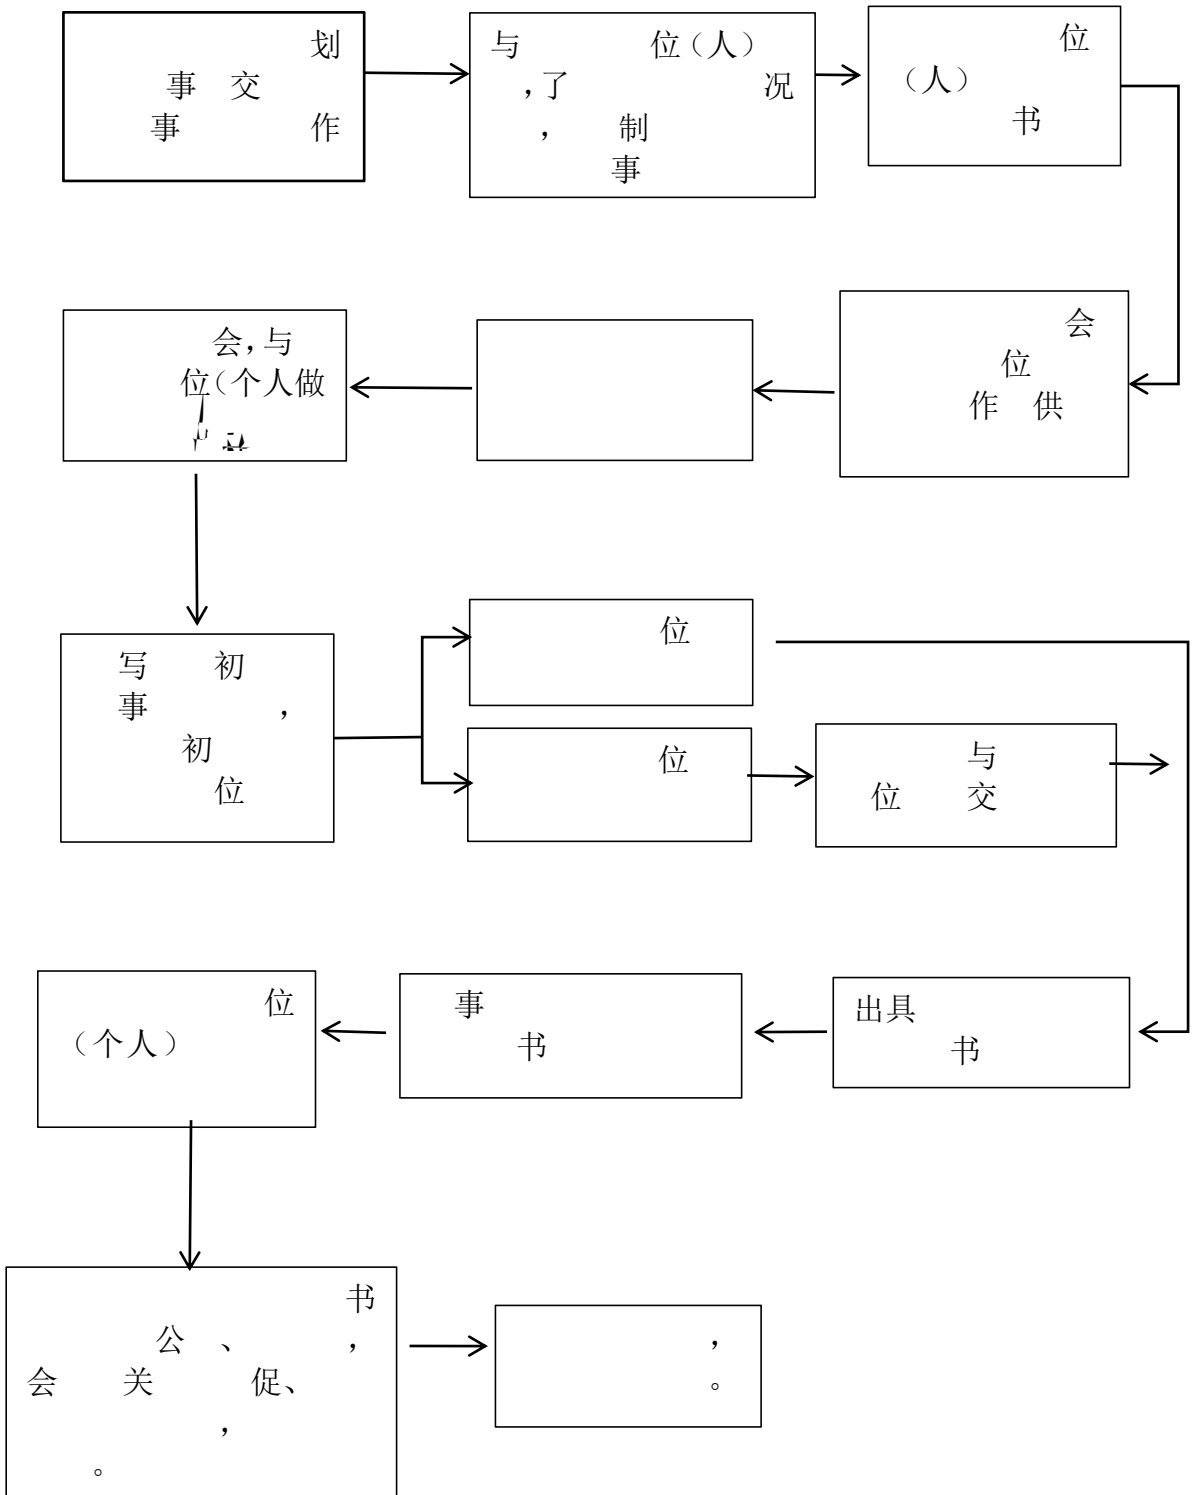 划
事 交
事 作
与 位（人）
，了 况
， 制
事
位
（人）
书
会
位
作 供
会，与
位（个人做
写 初
事 ，
初
位
位
位
与
位 交
出具
书
事
书
位
（个人）
书
公 、 ，
会 关 促、
，
。
，
。